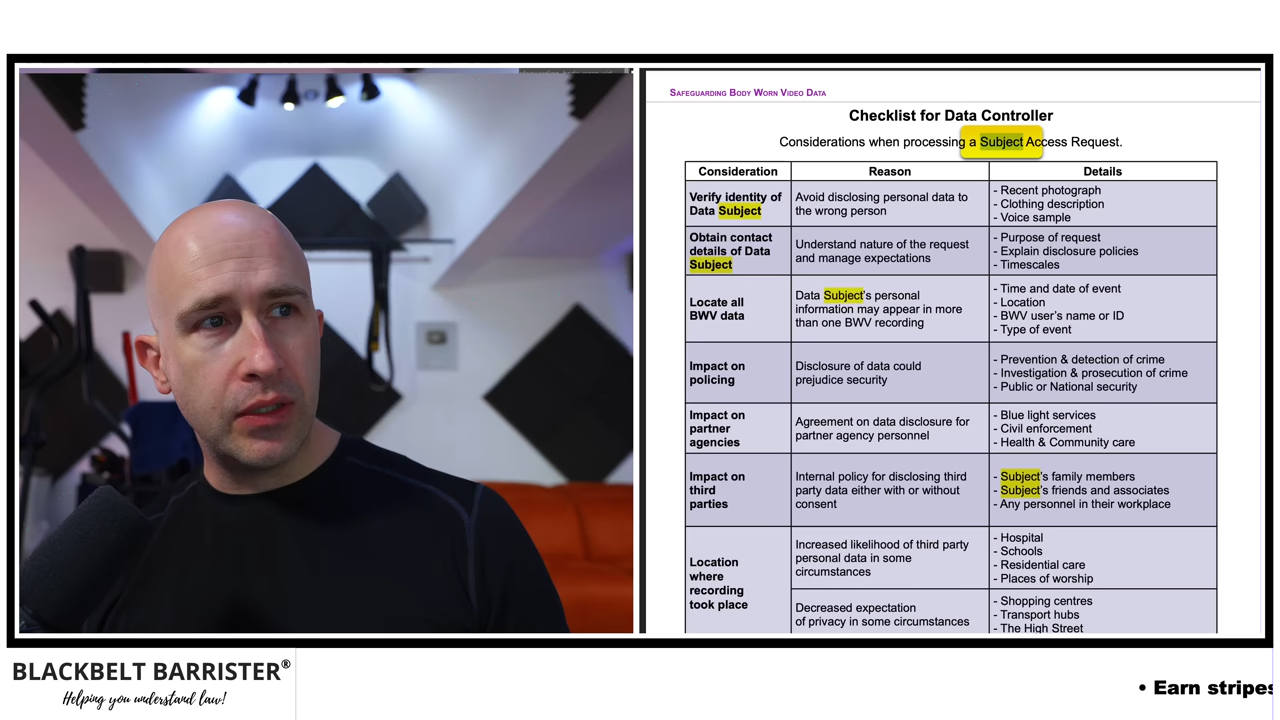 SAFEGUARDING BODY WORN VIDEO DATA
Checklist for Data Controller
Considerations when processing a Subject Access Request.
Consideration Reason Details
Verify identity of
Data Subject
Avoid disclosing personal data to
the wrong person
- Recent photograph
- Clothing description
- Voice sample
Obtain contact
details of Data
Subject
Understand nature of the request
and manage expectations
- Purpose of request
- Explain disclosure policies
- Timescales
Locate all
BWV data
Data Subject's personal
information may appear in more
than one BWV recording
- Time and date of event
- Location
- BWV user's name or ID
- Type of event
Impact on
policing
Disclosure of data could
prejudice security
- Prevention & detection of crime
- Investigation & prosecution of crime
- Public or National security
Impact on
partner
agencies
Agreement on data disclosure for
partner agency personnel
- Blue light services
- Civil enforcement
- Health & Community care
Impact on
third
parties
Internal policy for disclosing third
party data either with or without
consent
- Subject's family members
- Subject's friends and associates
- Any personnel in their workplace
Location
where
recording
took place
Increased likelihood of third party
personal data in some
circumstances
- Hospital
- Schools
- Residential care
- Places of worship
Decreased expectation
of privacy in some circumstances
- Shopping centres
- Transport hubs
- The High Street
BLACKBELT BARRISTER®
Helping you understand law!
• Earn stripes